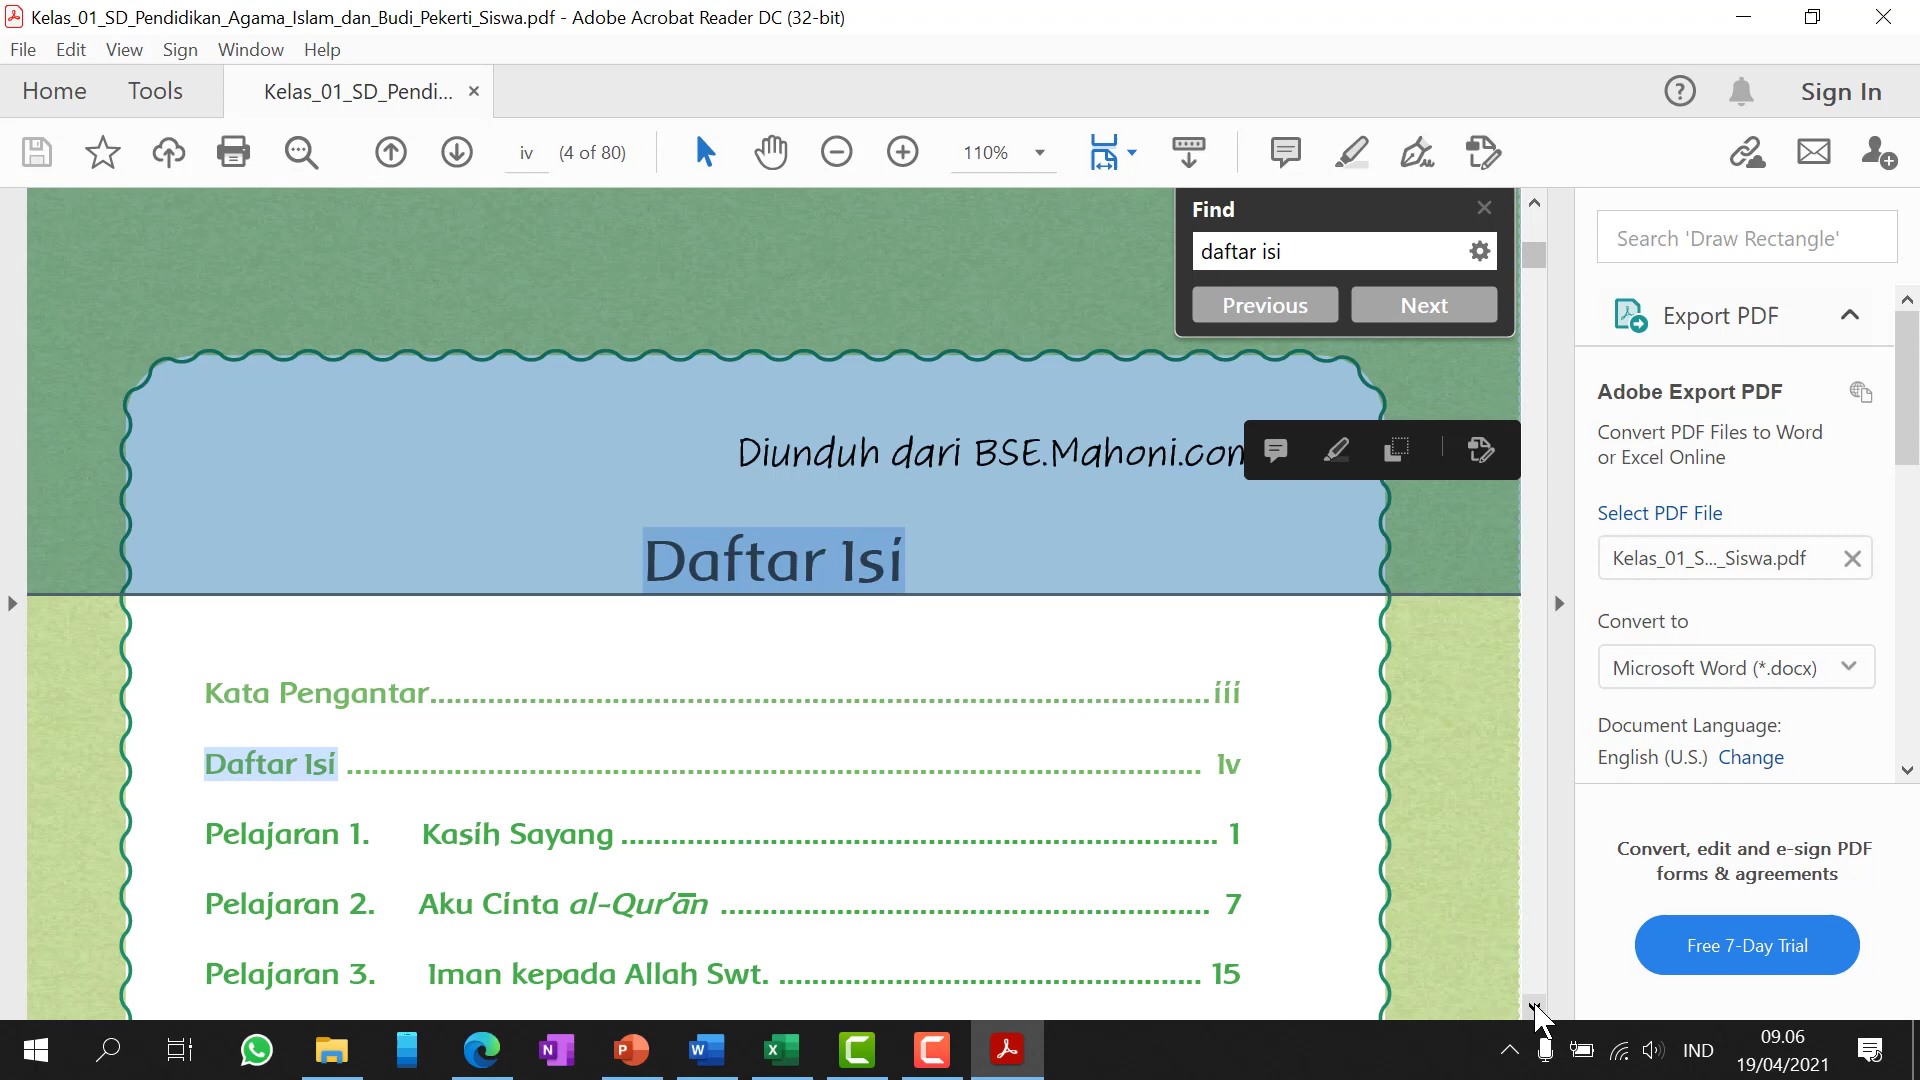 Kelas_01_SD_Pendidikan_Agama_Islam_dan_Budi_Pekerti_Siswa.pdf - Adobe Acrobat Reader DC (32-bit)
File Edit View Sign Window Help
Home Tools Kelas_01_SD_Pendi... × Sign In
iv (4 of 80) 110%
Find
daftar isi
Previous Next
Diunduh dari BSE.Mahoni.com
Daftar Isi
Kata Pengantar.......... iii
Daftar Isi .......... Iv
Pelajaran 1. Kasih Sayang .......... 1
Pelajaran 2. Aku Cinta al-Qur'ān .......... 7
Pelajaran 3. Iman kepada Allah Swt. .......... 15
Search 'Draw Rectangle'
Export PDF
Adobe Export PDF
Convert PDF Files to Word
or Excel Online
Select PDF File
Kelas_01_S..._Siswa.pdf
Convert to
Microsoft Word (*.docx)
Document Language:
English (U.S.) Change
Convert, edit and e-sign PDF
forms & agreements
Free 7-Day Trial
IND
09.06
19/04/2021